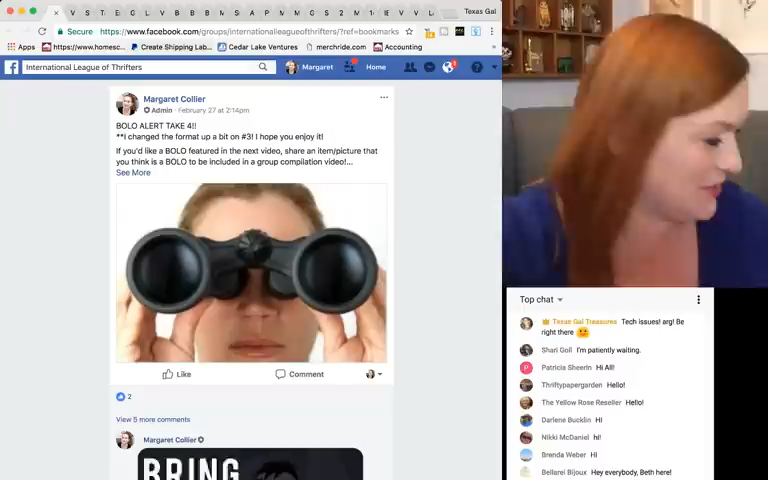 Texas Gal
Secure https://www.facebook.com/groups/internationalleagueofthrifters/?ref=bookmarks
Apps https://www.homesc... Create Shipping Lab... Cedar Lake Ventures merchride.com Accounting
International League of Thrifters
Margaret Home
Margaret Collier
Admin · February 27 at 2:14pm
BOLO ALERT TAKE 4!!
**I changed the format up a bit on #3! I hope you enjoy it!
If you'd like a BOLO featured in the next video, share an item/picture that
you think is a BOLO to be included in a group compilation video!...
See More
Like Comment
2
View 5 more comments
Margaret Collier
BRING
Top chat
Texas Gal Treasures Tech issues! arg! Be
right there
Shari Goll I'm patiently waiting.
Patricia Sheerin Hi All!
Thriftypapergarden Hello!
The Yellow Rose Reseller Hello!
Darlene Bucklin Hi
Nikki McDaniel hi!
Brenda Weber Hi
Bellarei Bijoux Hey everybody, Beth here!